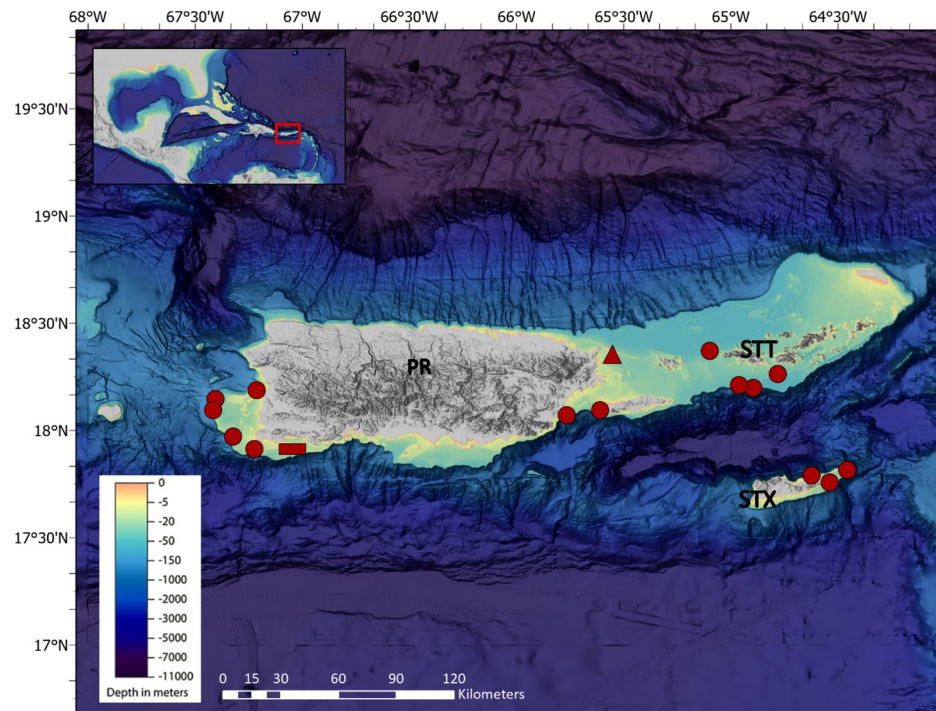 68°W 67°30'W 67°W 66°30'W 66°W 65°30'W 65°W 64°30'W
19°30'N
19°N
18°30'N
PR
STT
18°N
STX
17°30'N
17°N
0
-5
-20
-50
-150
-1000
-2000
-3000
-5000
-7000
-11000
Depth in meters
0 15 30 60 90 120
Kilometers